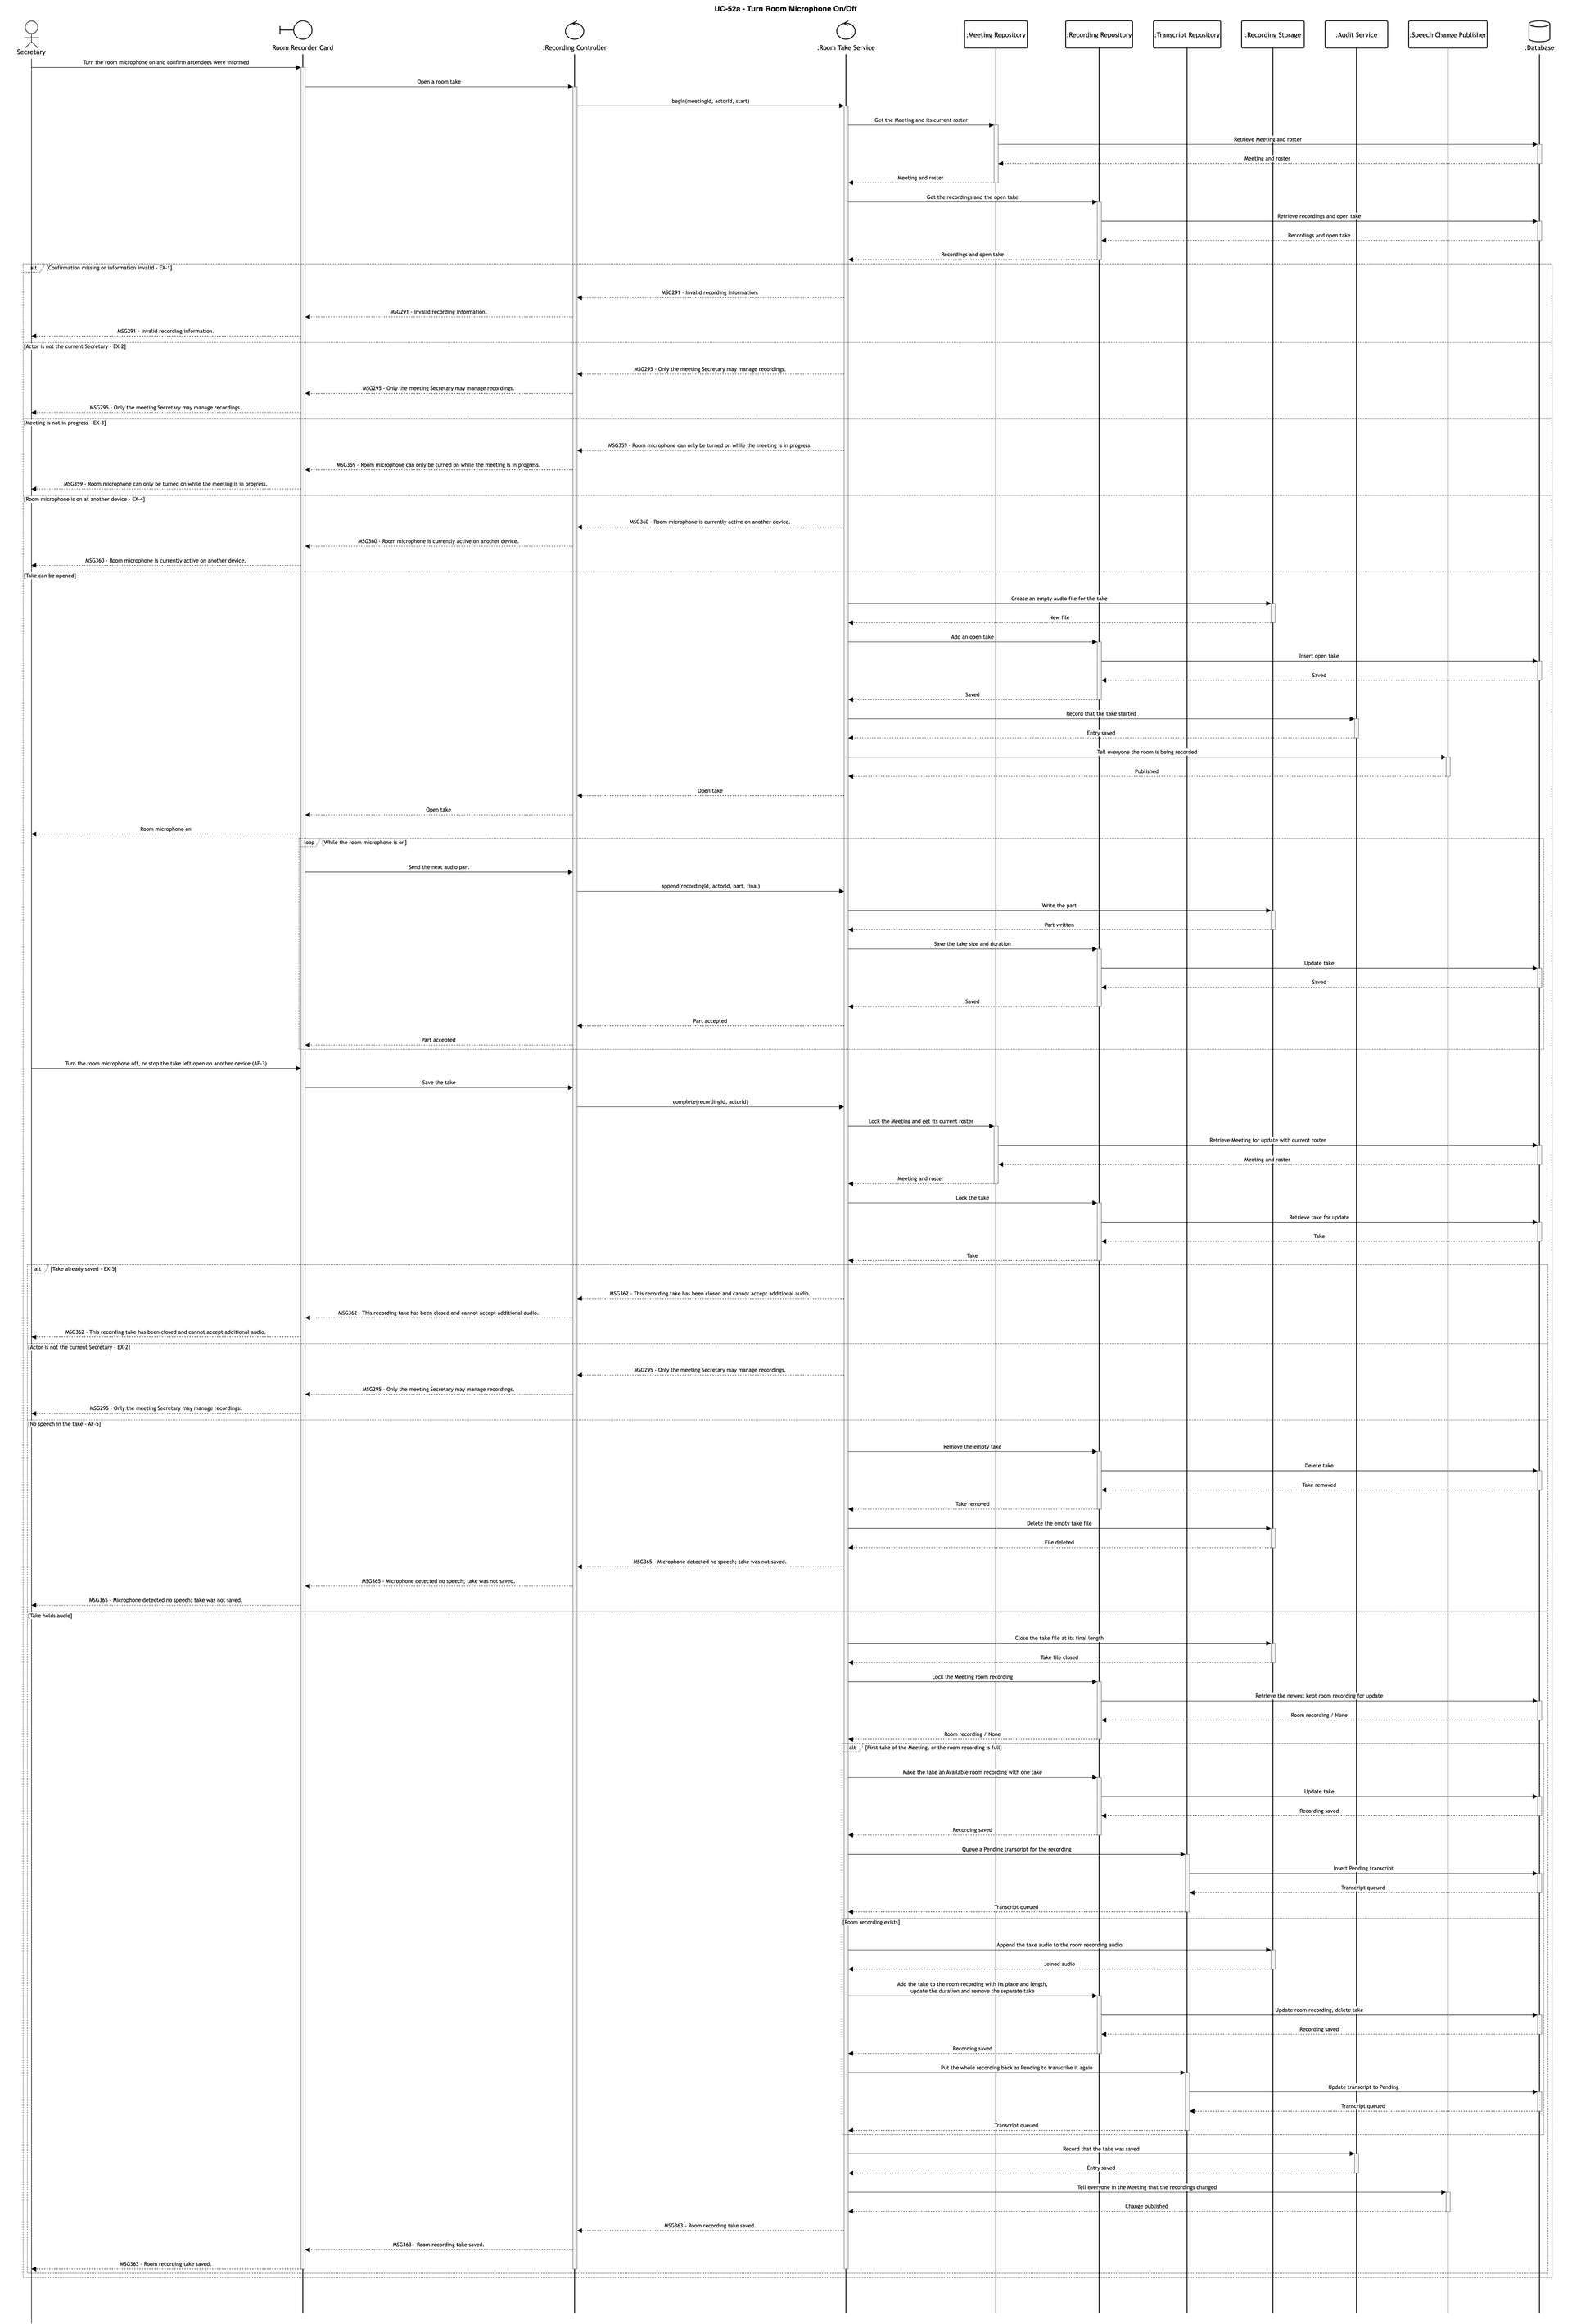 UC-52a - Turn Room Microphone On/Off
Secretary
Room Recorder Card
:Recording Controller
:Room Take Service
:Meeting Repository
:Recording Repository
:Transcript Repository
:Recording Storage
:Audit Service
:Speech Change Publisher
:Database
Turn the room microphone on and confirm attendees were informed
Open a room take
begin(meetingId, actorId, start)
Get the Meeting and its current roster
Retrieve Meeting and roster
Meeting and roster
Meeting and roster
Get the recordings and the open take
Retrieve recordings and open take
Recordings and open take
Recordings and open take
alt
[Confirmation missing or information invalid - EX-1]
MSG291 - Invalid recording information.
MSG291 - Invalid recording information.
MSG291 - Invalid recording information.
[Actor is not the current Secretary - EX-2]
MSG295 - Only the meeting Secretary may manage recordings.
MSG295 - Only the meeting Secretary may manage recordings.
MSG295 - Only the meeting Secretary may manage recordings.
[Meeting is not in progress - EX-3]
MSG359 - Room microphone can only be turned on while the meeting is in progress.
MSG359 - Room microphone can only be turned on while the meeting is in progress.
MSG359 - Room microphone can only be turned on while the meeting is in progress.
[Room microphone is on at another device - EX-4]
MSG360 - Room microphone is currently active on another device.
MSG360 - Room microphone is currently active on another device.
MSG360 - Room microphone is currently active on another device.
[Take can be opened]
Create an empty audio file for the take
New file
Add an open take
Insert open take
Saved
Saved
Record that the take started
Entry saved
Tell everyone the room is being recorded
Published
Open take
Open take
Room microphone on
loop
[While the room microphone is on]
Send the next audio part
append(recordingId, actorId, part, final)
Write the part
Part written
Save the take size and duration
Update take
Saved
Saved
Part accepted
Part accepted
Turn the room microphone off, or stop the take left open on another device (AF-3)
Save the take
complete(recordingId, actorId)
Lock the Meeting and get its current roster
Retrieve Meeting for update with current roster
Meeting and roster
Meeting and roster
Lock the take
Retrieve take for update
Take
Take
alt
[Take already saved - EX-5]
MSG362 - This recording take has been closed and cannot accept additional audio.
MSG362 - This recording take has been closed and cannot accept additional audio.
MSG362 - This recording take has been closed and cannot accept additional audio.
[Actor is not the current Secretary - EX-2]
MSG295 - Only the meeting Secretary may manage recordings.
MSG295 - Only the meeting Secretary may manage recordings.
MSG295 - Only the meeting Secretary may manage recordings.
[No speech in the take - AF-5]
Remove the empty take
Delete take
Take removed
Take removed
Delete the empty take file
File deleted
MSG365 - Microphone detected no speech; take was not saved.
MSG365 - Microphone detected no speech; take was not saved.
MSG365 - Microphone detected no speech; take was not saved.
[Take holds audio]
Close the take file at its final length
Take file closed
Lock the Meeting room recording
Retrieve the newest kept room recording for update
Room recording / None
Room recording / None
alt
[First take of the Meeting, or the room recording is full]
Make the take an Available room recording with one take
Update take
Recording saved
Recording saved
Queue a Pending transcript for the recording
Insert Pending transcript
Transcript queued
Transcript queued
[Room recording exists]
Append the take audio to the room recording audio
Joined audio
Add the take to the room recording with its place and length,
update the duration and remove the separate take
Update room recording, delete take
Recording saved
Recording saved
Put the whole recording back as Pending to transcribe it again
Update transcript to Pending
Transcript queued
Transcript queued
Record that the take was saved
Entry saved
Tell everyone in the Meeting that the recordings changed
Change published
MSG363 - Room recording take saved.
MSG363 - Room recording take saved.
MSG363 - Room recording take saved.